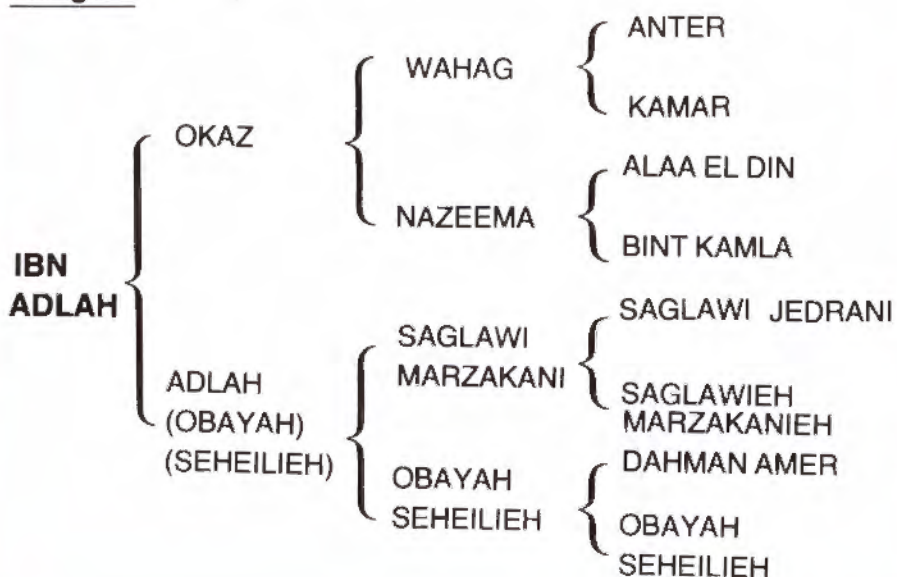 ANTER
WAHAG
KAMAR
OKAZ
ALAA EL DIN
NAZEEMA
BINT KAMLA
IBN
ADLAH
SAGLAWI JEDRANI
SAGLAWI
MARZAKANI
ADLAH
(OBAYAH)
(SEHEILIEH)
SAGLAWIEH
MARZAKANIEH
DAHMAN AMER
OBAYAH
SEHEILIEH
OBAYAH
SEHEILIEH